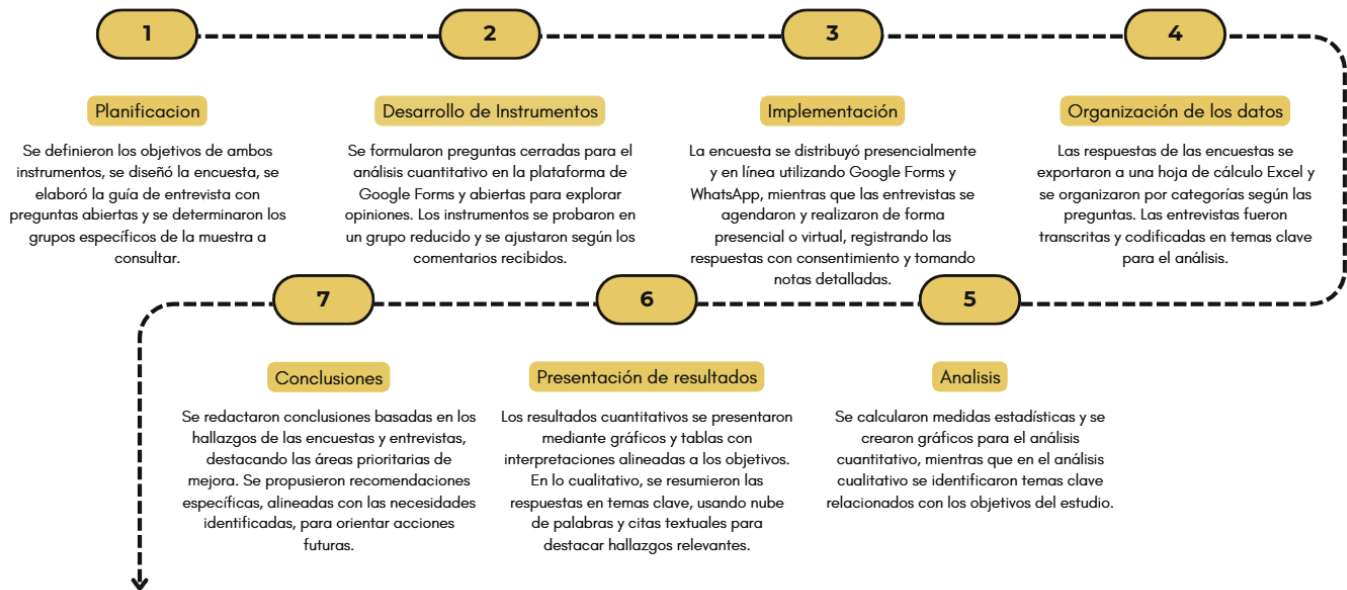 1
Planificacion
Se definieron los objetivos de ambos
instrumentos, se diseñó la encuesta, se
elaboró la guía de entrevista con
preguntas abiertas y se determinaron los
grupos específicos de la muestra a
consultar.
2
Desarrollo de Instrumentos
Se formularon preguntas cerradas para el
análisis cuantitativo en la plataforma de
Google Forms y abiertas para explorar
opiniones. Los instrumentos se probaron en
un grupo reducido y se ajustaron según los
comentarios recibidos.
3
Implementación
La encuesta se distribuyó presencialmente
y en línea utilizando Google Forms y
WhatsApp, mientras que las entrevistas se
agendaron y realizaron de forma
presencial o virtual, registrando las
respuestas con consentimiento y tomando
notas detalladas.
4
Organización de los datos
Las respuestas de las encuestas se
exportaron a una hoja de cálculo Excel y
se organizaron por categorías según las
preguntas. Las entrevistas fueron
transcritas y codificadas en temas clave
para el análisis.
5
Analisis
Se calcularon medidas estadísticas y se
crearon gráficos para el análisis
cuantitativo, mientras que en el análisis
cualitativo se identificaron temas clave
relacionados con los objetivos del estudio.
6
Presentación de resultados
Los resultados cuantitativos se presentaron
mediante gráficos y tablas con
interpretaciones alineadas a los objetivos.
En lo cualitativo, se resumieron las
respuestas en temas clave, usando nube
de palabras y citas textuales para
destacar hallazgos relevantes.
7
Conclusiones
Se redactaron conclusiones basadas en los
hallazgos de las encuestas y entrevistas,
destacando las áreas prioritarias de
mejora. Se propusieron recomendaciones
específicas, alineadas con las necesidades
identificadas, para orientar acciones
futuras.